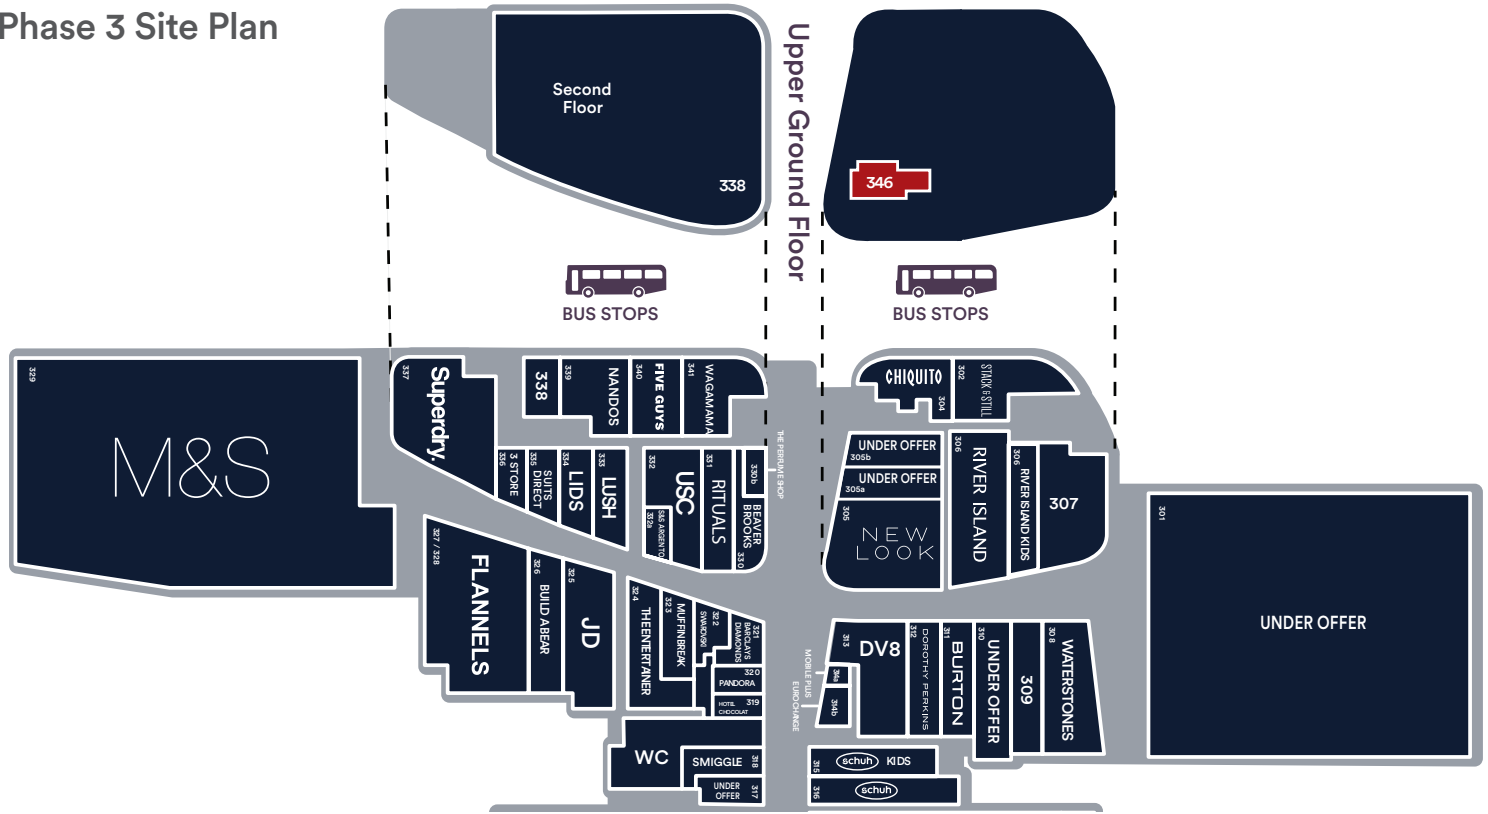 Phase 3 Site Plan
Second
Floor
338
Upper Ground Floor
346
BUS STOPS
BUS STOPS
329
M&S
337
Superdry.
338
339
NANDOS
340
FIVE GUYS
341
WAGAMAMA
CHIQUITO
304
302
STACK & STILL
336
3 STORE
335
SUITS
DIRECT
334
LIDS
333
LUSH
332
USC
332a
S&S ARGENTO
331
RITUALS
330b
BEAVER
BROOKS
330
THE PERFUME SHOP
UNDER OFFER
305b
UNDER OFFER
305a
305
NEW
LOOK
306
RIVER ISLAND
306
RIVER ISLAND KIDS
307
301
UNDER OFFER
327 / 328
FLANNELS
326
BUILD A BEAR
325
JD
324
THE ENTERTAINER
323
MUFFIN BREAK
322
SWAROVSKI
321
BARCLAYS
DIAMONDS
320
PANDORA
319
HOTEL
CHOCOLAT
WC
SMIGGLE
318
UNDER
OFFER
317
MOBILE PLUS
EUROCHANGE
313
DV8
314a
314b
312
DOROTHY PERKINS
311
BURTON
310
UNDER OFFER
309
308
WATERSTONES
315
schuh KIDS
316
schuh